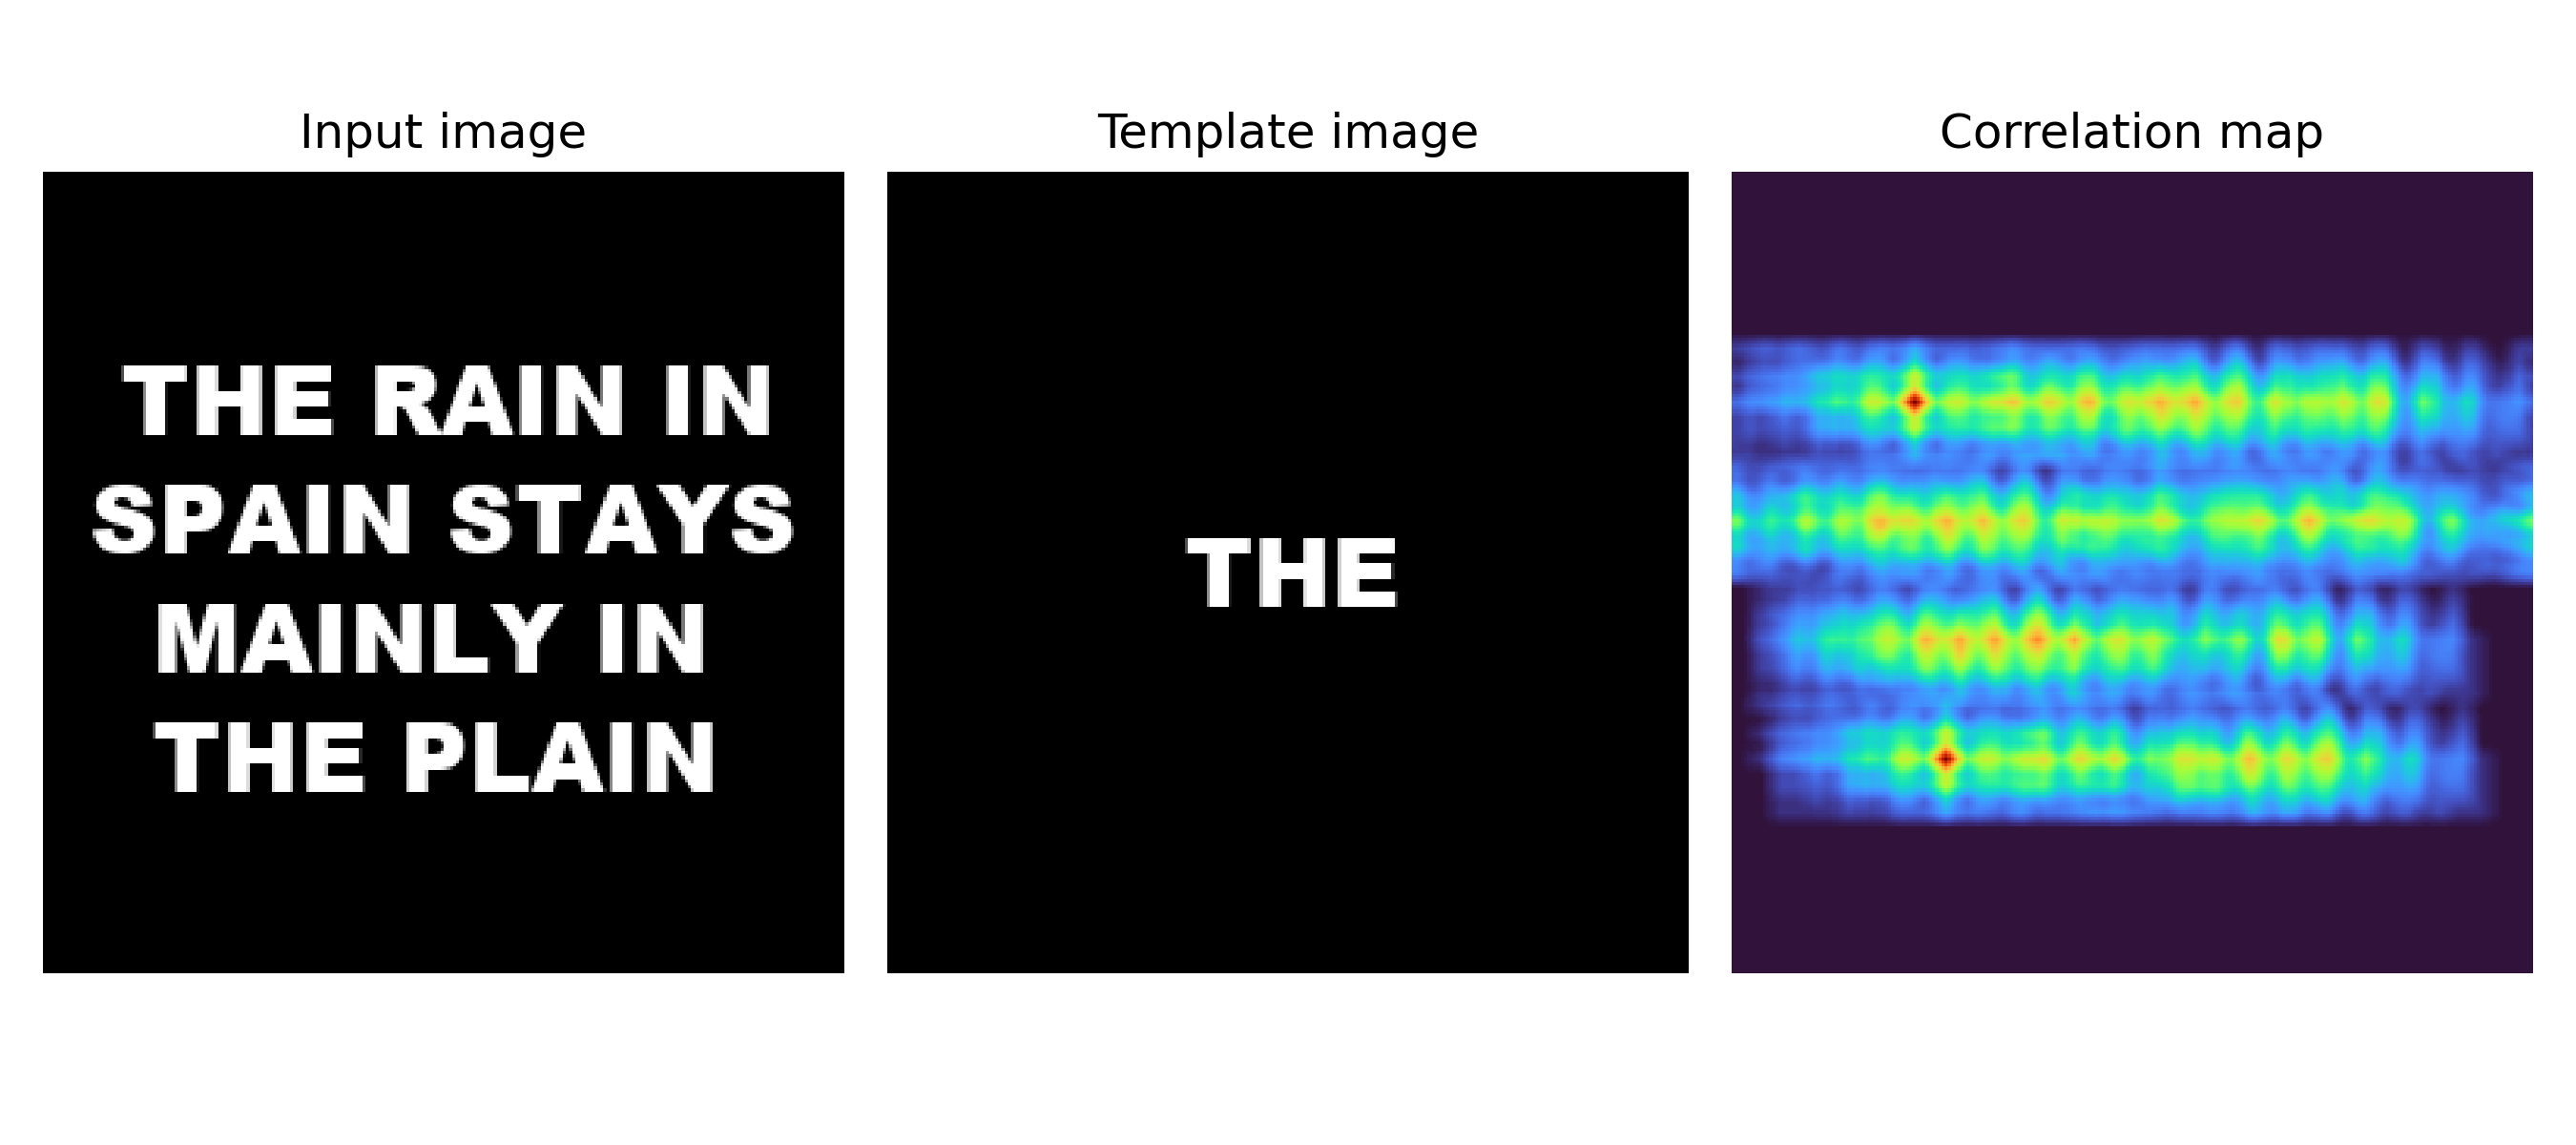 Input image
THE RAIN IN
SPAIN STAYS
MAINLY IN
THE PLAIN
Template image
THE
Correlation map